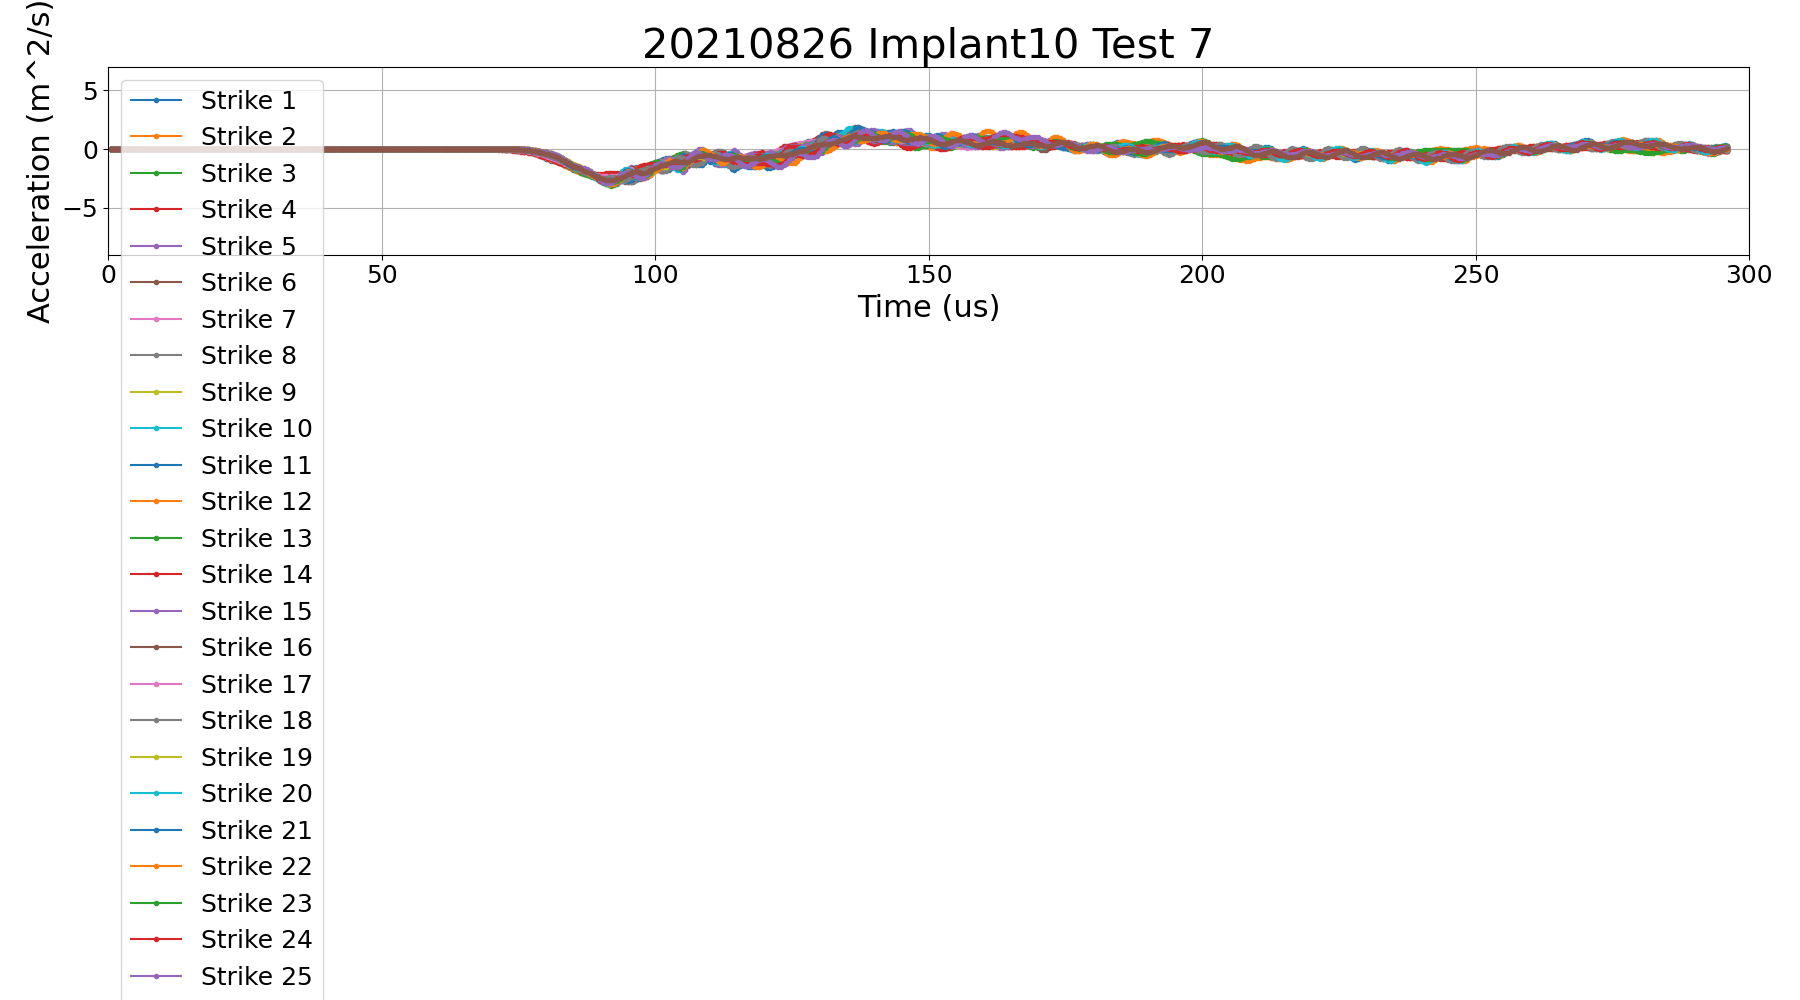 20210826 Implant10 Test 7
Acceleration (m^2/s)
5
0
−5
0 50 100 150 200 250 300
Time (us)
Strike 1
Strike 2
Strike 3
Strike 4
Strike 5
Strike 6
Strike 7
Strike 8
Strike 9
Strike 10
Strike 11
Strike 12
Strike 13
Strike 14
Strike 15
Strike 16
Strike 17
Strike 18
Strike 19
Strike 20
Strike 21
Strike 22
Strike 23
Strike 24
Strike 25